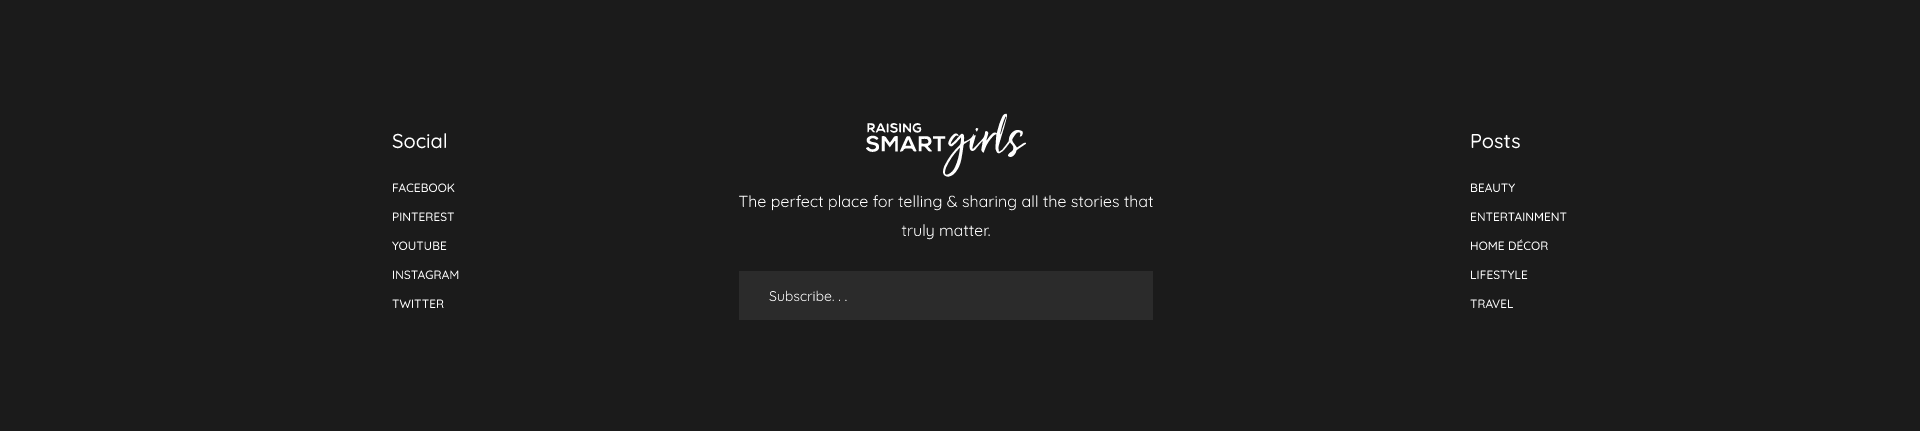 Social
FACEBOOK
PINTEREST
YOUTUBE
INSTAGRAM
TWITTER
RAISING
SMART girls
The perfect place for telling & sharing all the stories that
truly matter.
Subscribe. . .
Posts
BEAUTY
ENTERTAINMENT
HOME DÉCOR
LIFESTYLE
TRAVEL